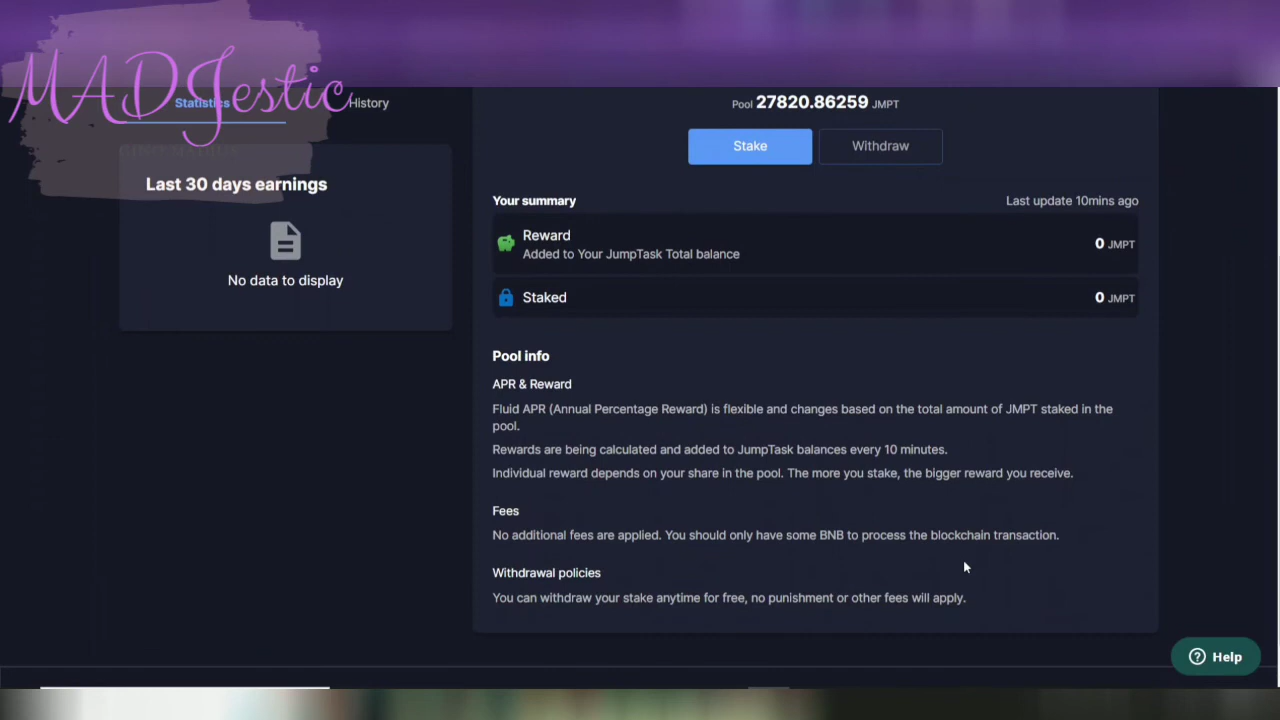 MADJestic
Statistics
History
Last 30 days earnings
No data to display
Pool 27820.86259 JMPT
Stake
Withdraw
Your summary
Last update 10mins ago
Reward
Added to Your JumpTask Total balance
0 JMPT
Staked
0 JMPT
Pool info
APR & Reward
Fluid APR (Annual Percentage Reward) is flexible and changes based on the total amount of JMPT staked in the
pool.
Rewards are being calculated and added to JumpTask balances every 10 minutes.
Individual reward depends on your share in the pool. The more you stake, the bigger reward you receive.
Fees
No additional fees are applied. You should only have some BNB to process the blockchain transaction.
Withdrawal policies
You can withdraw your stake anytime for free, no punishment or other fees will apply.
Help